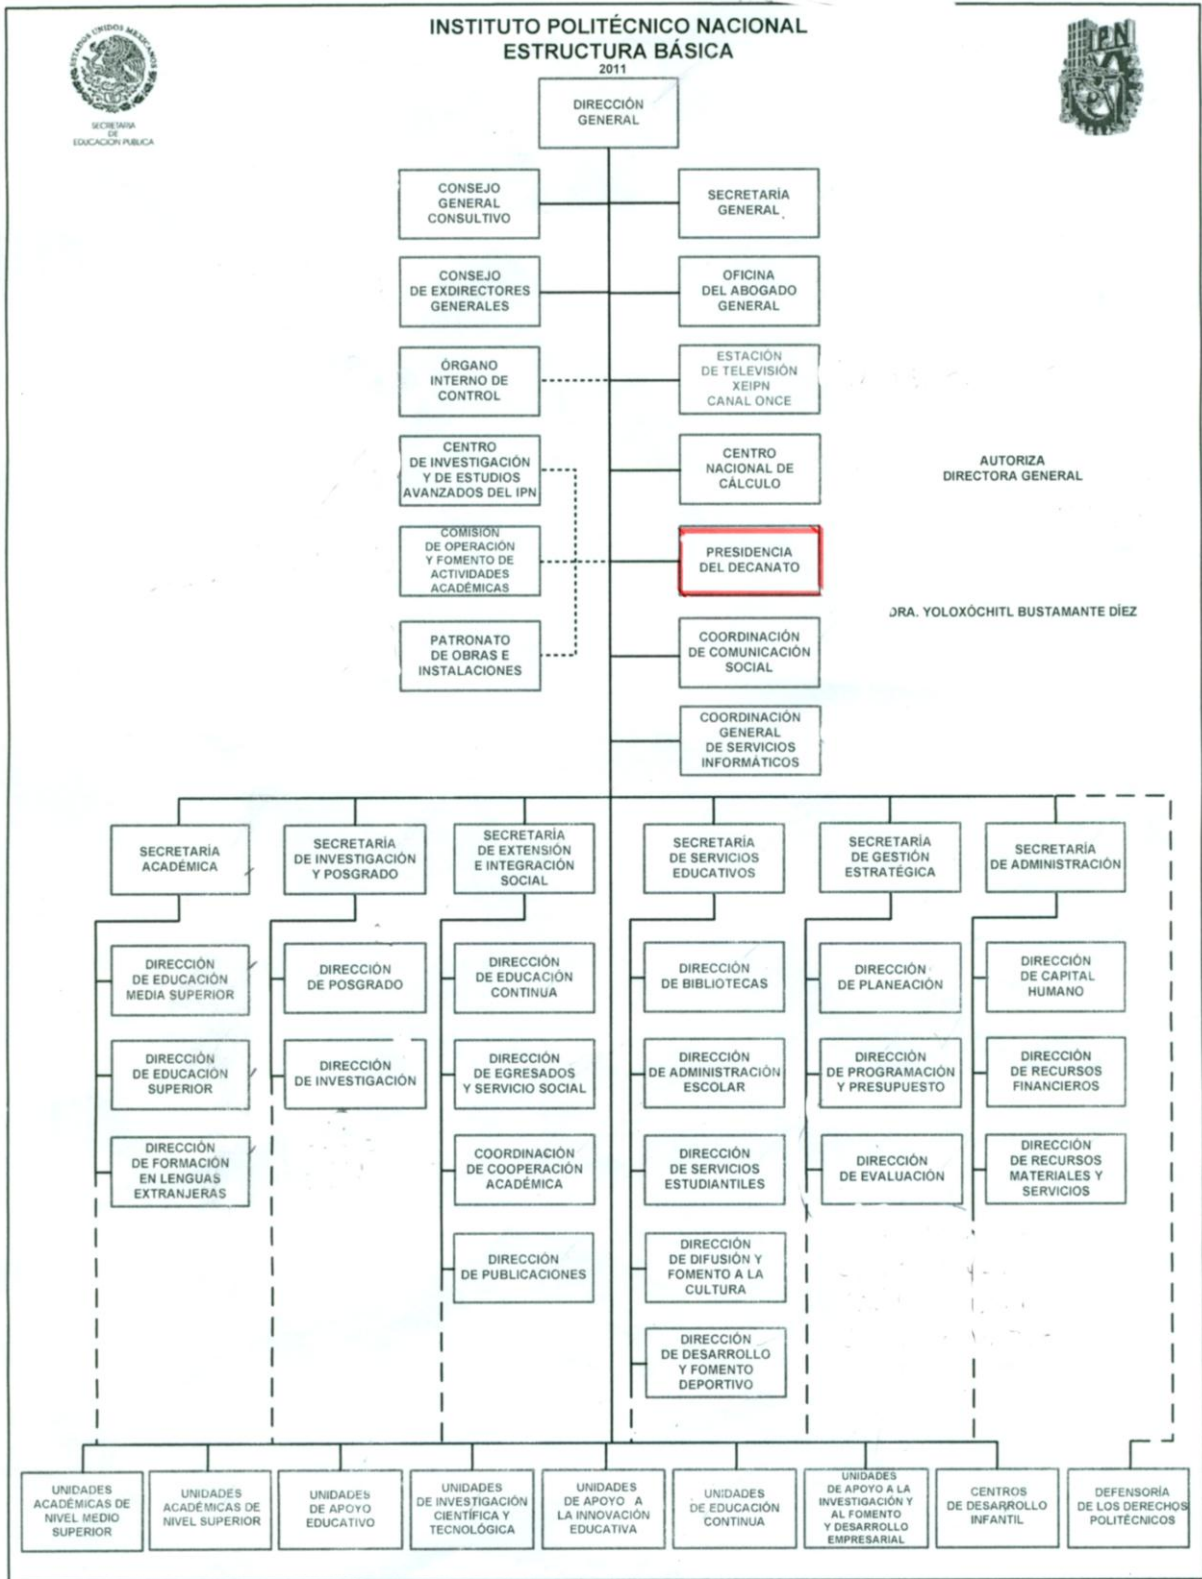 INSTITUTO POLITÉCNICO NACIONAL
ESTRUCTURA BÁSICA
2011
ESTADOS UNIDOS MEXICANOS
SECRETARIA
DE
EDUCACION PUBLICA
IPN
DIRECCIÓN
GENERAL
CONSEJO
GENERAL
CONSULTIVO
SECRETARÍA
GENERAL
CONSEJO
DE EXDIRECTORES
GENERALES
OFICINA
DEL ABOGADO
GENERAL
ÓRGANO
INTERNO DE
CONTROL
ESTACIÓN
DE TELEVISIÓN
XEIPN
CANAL ONCE
CENTRO
DE INVESTIGACIÓN
Y DE ESTUDIOS
AVANZADOS DEL IPN
CENTRO
NACIONAL DE
CÁLCULO
AUTORIZA
DIRECTORA GENERAL
COMISIÓN
DE OPERACIÓN
Y FOMENTO DE
ACTIVIDADES
ACADÉMICAS
PRESIDENCIA
DEL DECANATO
DRA. YOLOXÓCHITL BUSTAMANTE DÍEZ
PATRONATO
DE OBRAS E
INSTALACIONES
COORDINACIÓN
DE COMUNICACIÓN
SOCIAL
COORDINACIÓN
GENERAL
DE SERVICIOS
INFORMÁTICOS
SECRETARÍA
ACADÉMICA
SECRETARÍA
DE INVESTIGACIÓN
Y POSGRADO
SECRETARÍA
DE EXTENSIÓN
E INTEGRACIÓN
SOCIAL
SECRETARÍA
DE SERVICIOS
EDUCATIVOS
SECRETARÍA
DE GESTIÓN
ESTRATÉGICA
SECRETARÍA
DE ADMINISTRACIÓN
DIRECCIÓN
DE EDUCACIÓN
MEDIA SUPERIOR
DIRECCIÓN
DE POSGRADO
DIRECCIÓN
DE EDUCACIÓN
CONTINUA
DIRECCIÓN
DE BIBLIOTECAS
DIRECCIÓN
DE PLANEACIÓN
DIRECCIÓN
DE CAPITAL
HUMANO
DIRECCIÓN
DE EDUCACIÓN
SUPERIOR
DIRECCIÓN
DE INVESTIGACIÓN
DIRECCIÓN
DE EGRESADOS
Y SERVICIO SOCIAL
DIRECCIÓN
DE ADMINISTRACIÓN
ESCOLAR
DIRECCIÓN
DE PROGRAMACIÓN
Y PRESUPUESTO
DIRECCIÓN
DE RECURSOS
FINANCIEROS
DIRECCIÓN
DE FORMACIÓN
EN LENGUAS
EXTRANJERAS
COORDINACIÓN
DE COOPERACIÓN
ACADÉMICA
DIRECCIÓN
DE SERVICIOS
ESTUDIANTILES
DIRECCIÓN
DE EVALUACIÓN
DIRECCIÓN
DE RECURSOS
MATERIALES Y
SERVICIOS
DIRECCIÓN
DE PUBLICACIONES
DIRECCIÓN
DE DIFUSIÓN Y
FOMENTO A LA
CULTURA
DIRECCIÓN
DE DESARROLLO
Y FOMENTO
DEPORTIVO
UNIDADES
ACADÉMICAS DE
NIVEL MEDIO
SUPERIOR
UNIDADES
ACADÉMICAS DE
NIVEL SUPERIOR
UNIDADES
DE APOYO
EDUCATIVO
UNIDADES
DE INVESTIGACIÓN
CIENTÍFICA Y
TECNOLÓGICA
UNIDADES
DE APOYO A
LA INNOVACIÓN
EDUCATIVA
UNIDADES
DE EDUCACIÓN
CONTINUA
UNIDADES
DE APOYO A LA
INVESTIGACIÓN Y
AL FOMENTO
Y DESARROLLO
EMPRESARIAL
CENTROS
DE DESARROLLO
INFANTIL
DEFENSORÍA
DE LOS DERECHOS
POLITÉCNICOS